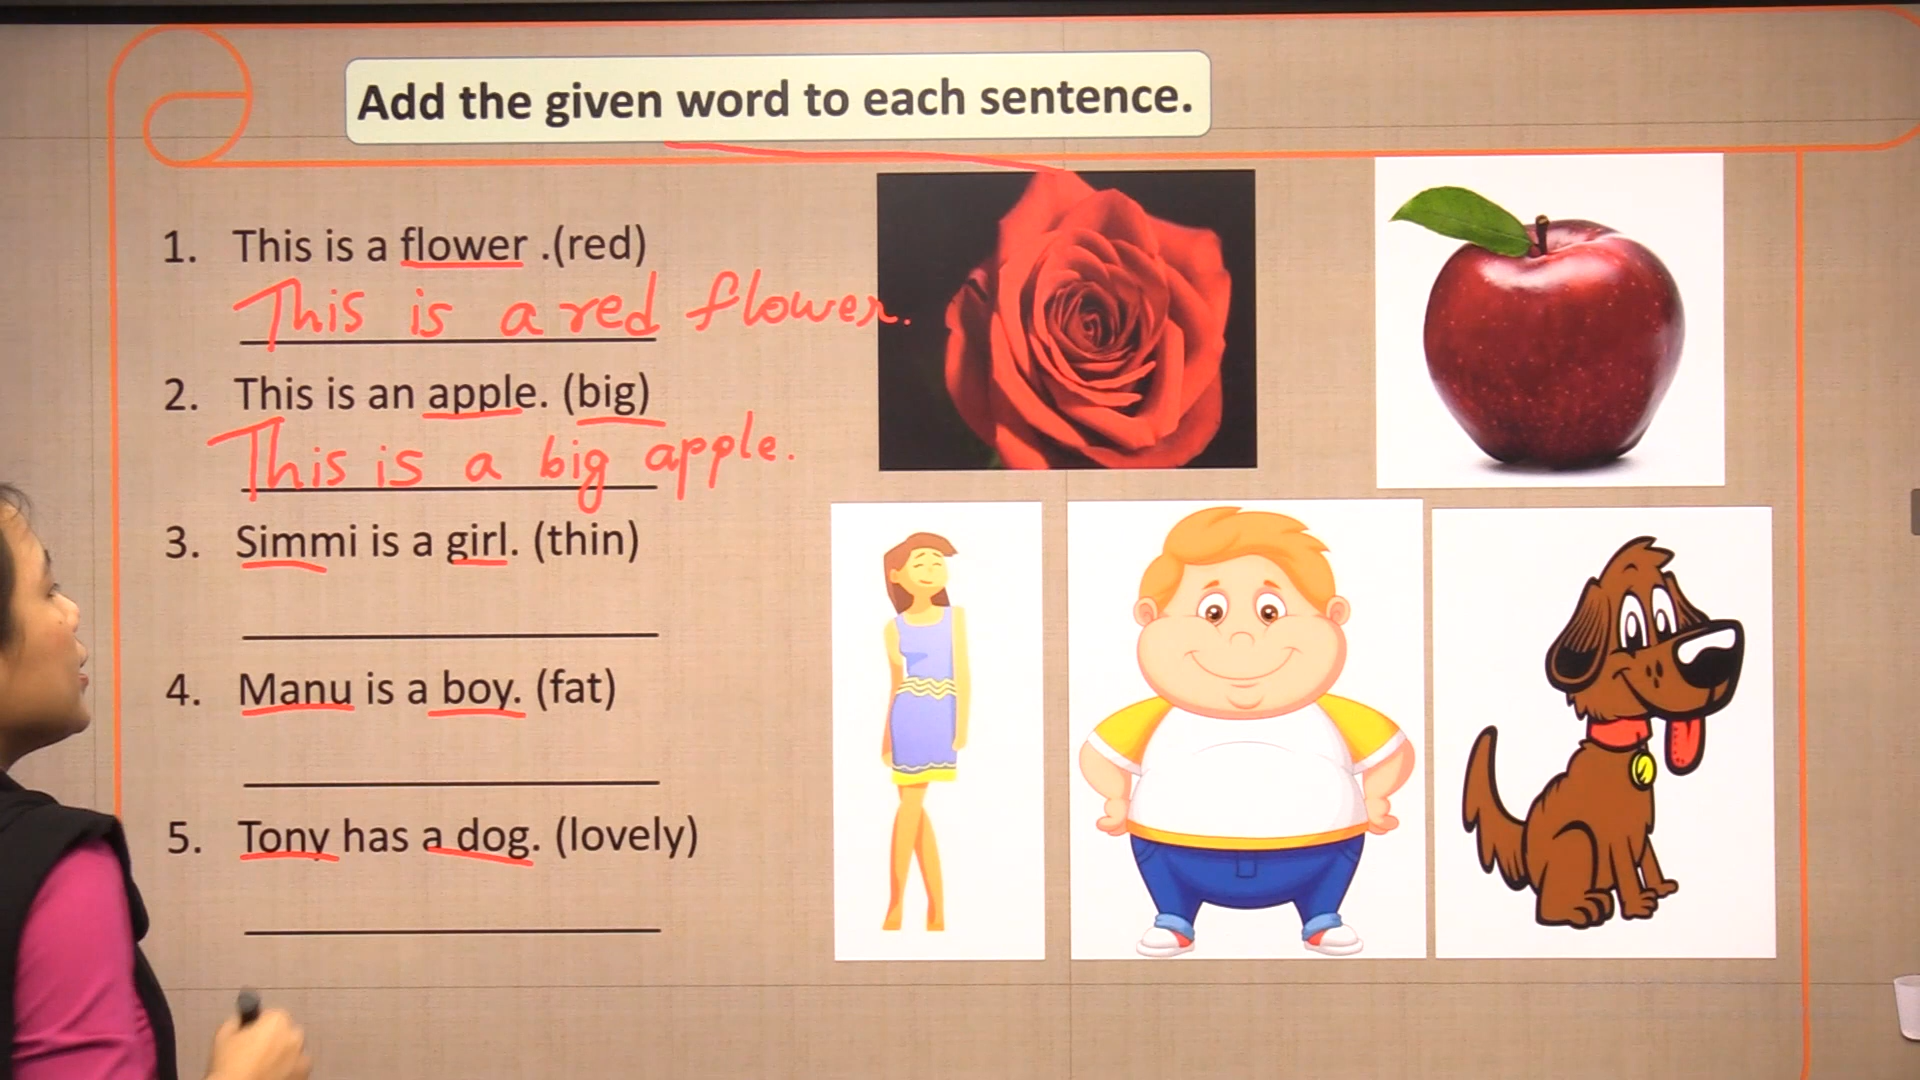 Add the given word to each sentence.
1. This is a flower .(red)
This is a red flower.
2. This is an apple. (big)
This is a big apple.
3. Simmi is a girl. (thin)
4. Manu is a boy. (fat)
5. Tony has a dog. (lovely)